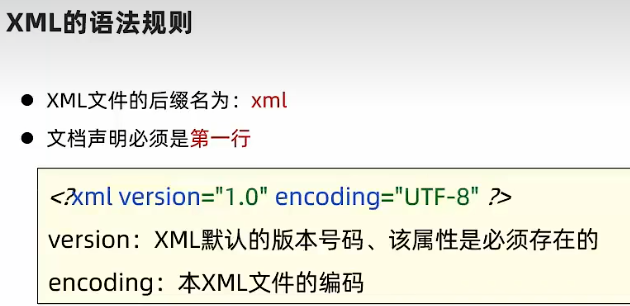 XML的语法规则
● XML文件的后缀名为：xml
● 文档声明必须是第一行
<?xml version="1.0" encoding="UTF-8" ?>
version：XML默认的版本号码、该属性是必须存在的
encoding：本XML文件的编码